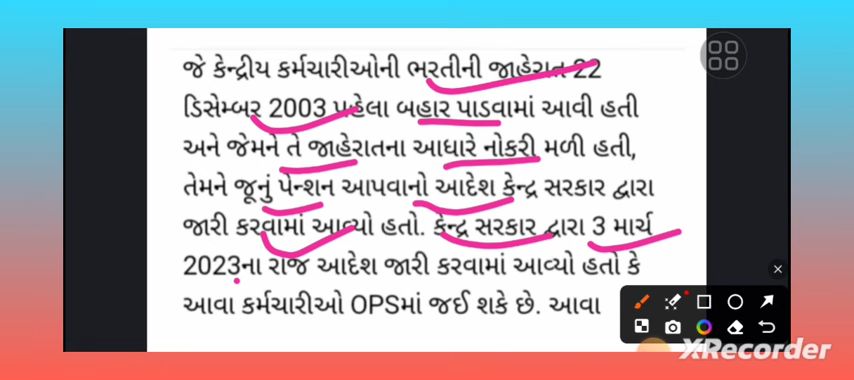 જે કેન્દ્રીય કર્મચારીઓની ભરતીની જાહેરાત 22
ડિસેમ્બર 2003 પહેલા બહાર પાડવામાં આવી હતી
અને જેમને તે જાહેરાતના આધારે નોકરી મળી હતી,
તેમને જૂનું પેન્શન આપવાનો આદેશ કેન્દ્ર સરકાર દ્વારા
જારી કરવામાં આવ્યો હતો. કેન્દ્ર સરકાર દ્વારા 3 માર્ચ
2023ના રોજ આદેશ જારી કરવામાં આવ્યો હતો કે
આવા કર્મચારીઓ OPSમાં જઈ શકે છે. આવા
XRecorder